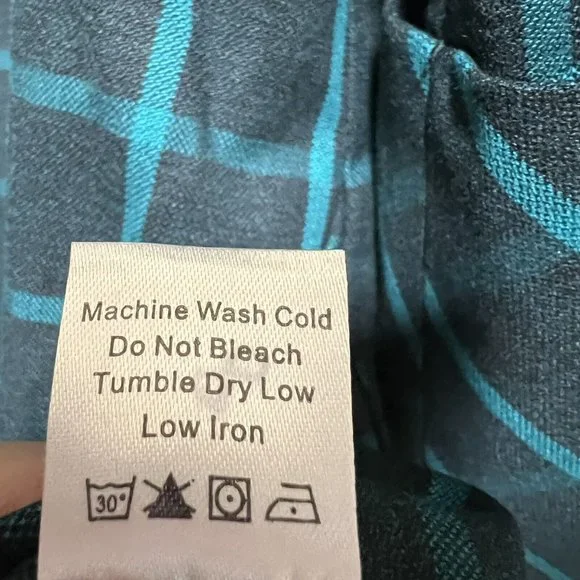 Machine Wash Cold
Do Not Bleach
Tumble Dry Low
Low Iron
30°